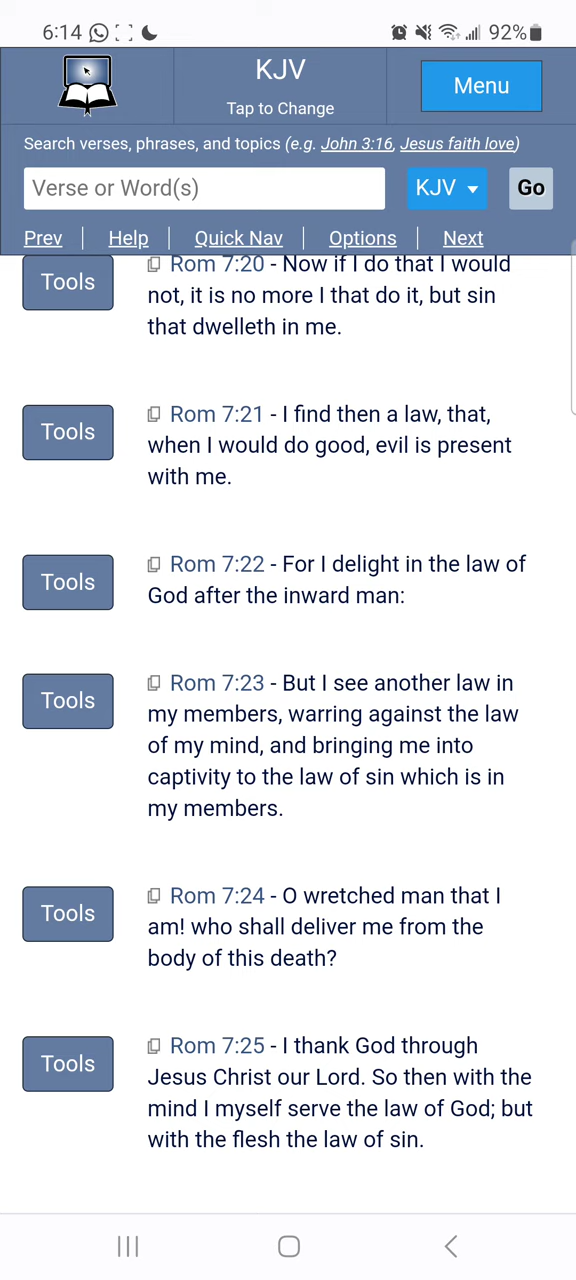 6:14
92%
KJV
Tap to Change
Menu
Search verses, phrases, and topics (e.g. John 3:16, Jesus faith love)
Verse or Word(s)
KJV
Go
Prev
Help
Quick Nav
Options
Next
Tools
Rom 7:20 - Now if I do that I would
not, it is no more I that do it, but sin
that dwelleth in me.
Tools
Rom 7:21 - I find then a law, that,
when I would do good, evil is present
with me.
Tools
Rom 7:22 - For I delight in the law of
God after the inward man:
Tools
Rom 7:23 - But I see another law in
my members, warring against the law
of my mind, and bringing me into
captivity to the law of sin which is in
my members.
Tools
Rom 7:24 - O wretched man that I
am! who shall deliver me from the
body of this death?
Tools
Rom 7:25 - I thank God through
Jesus Christ our Lord. So then with the
mind I myself serve the law of God; but
with the flesh the law of sin.